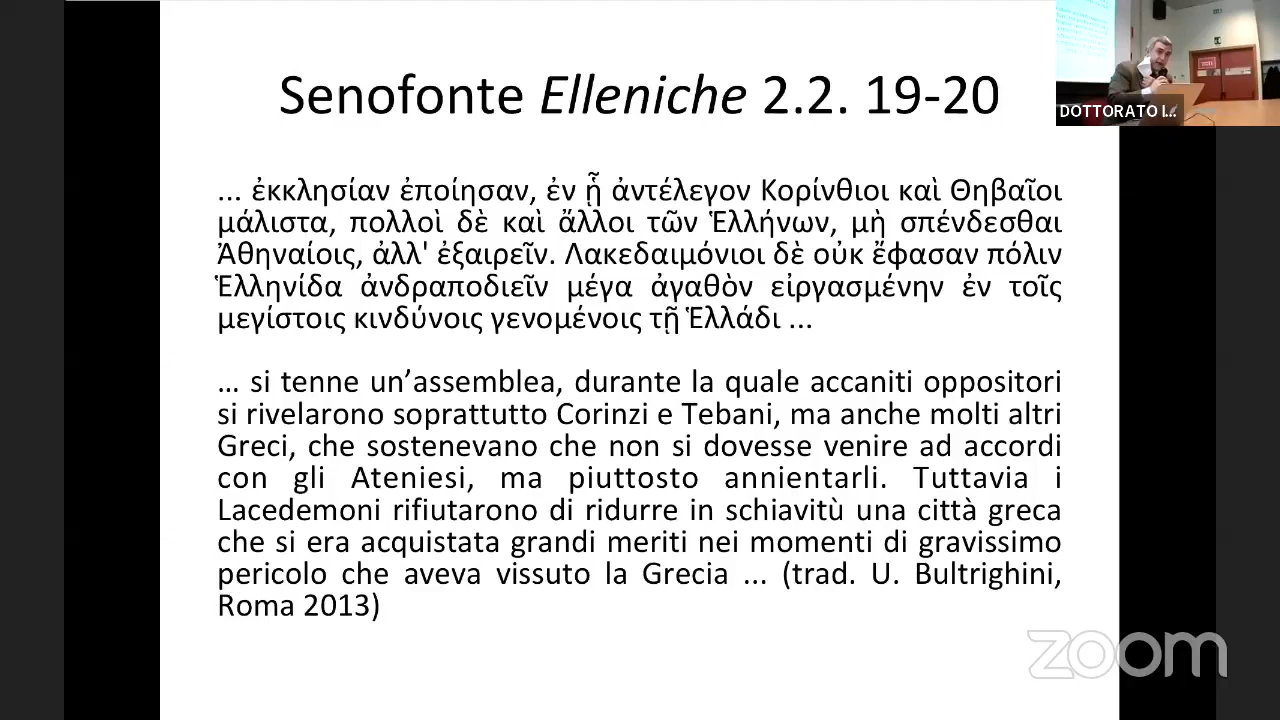 Senofonte Elleniche 2.2. 19-20
DOTTORATO I...
... ἐκκλησίαν ἐποίησαν, ἐν ᾗ ἀντέλεγον Κορίνθιοι καὶ Θηβαῖοι
μάλιστα, πολλοὶ δὲ καὶ ἄλλοι τῶν Ἑλλήνων, μὴ σπένδεσθαι
Ἀθηναίοις, ἀλλ' ἐξαιρεῖν. Λακεδαιμόνιοι δὲ οὐκ ἔφασαν πόλιν
Ἑλληνίδα ἀνδραποδιεῖν μέγα ἀγαθὸν εἰργασμένην ἐν τοῖς
μεγίστοις κινδύνοις γενομένοις τῇ Ἑλλάδι ...
... si tenne un’assemblea, durante la quale accaniti oppositori
si rivelarono soprattutto Corinzi e Tebani, ma anche molti altri
Greci, che sostenevano che non si dovesse venire ad accordi
con gli Ateniesi, ma piuttosto annientarli. Tuttavia i
Lacedemoni rifiutarono di ridurre in schiavitù una città greca
che si era acquistata grandi meriti nei momenti di gravissimo
pericolo che aveva vissuto la Grecia ... (trad. U. Bultrighini,
Roma 2013)
zoom